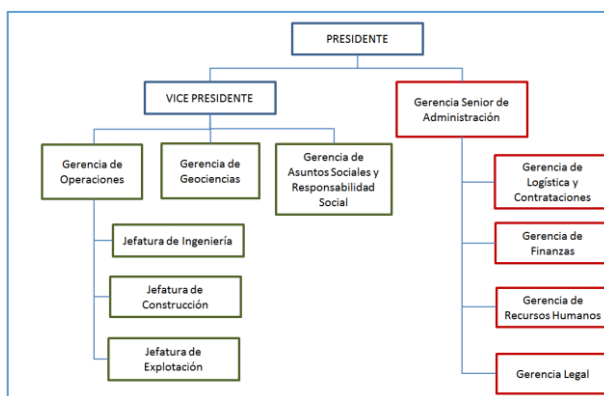 PRESIDENTE
VICE PRESIDENTE
Gerencia Senior de
Administración
Gerencia de
Operaciones
Gerencia de
Geociencias
Gerencia de
Asuntos Sociales y
Responsabilidad
Social
Jefatura de Ingeniería
Jefatura de
Construcción
Jefatura de
Explotación
Gerencia de
Logística y
Contrataciones
Gerencia de
Finanzas
Gerencia de
Recursos Humanos
Gerencia Legal